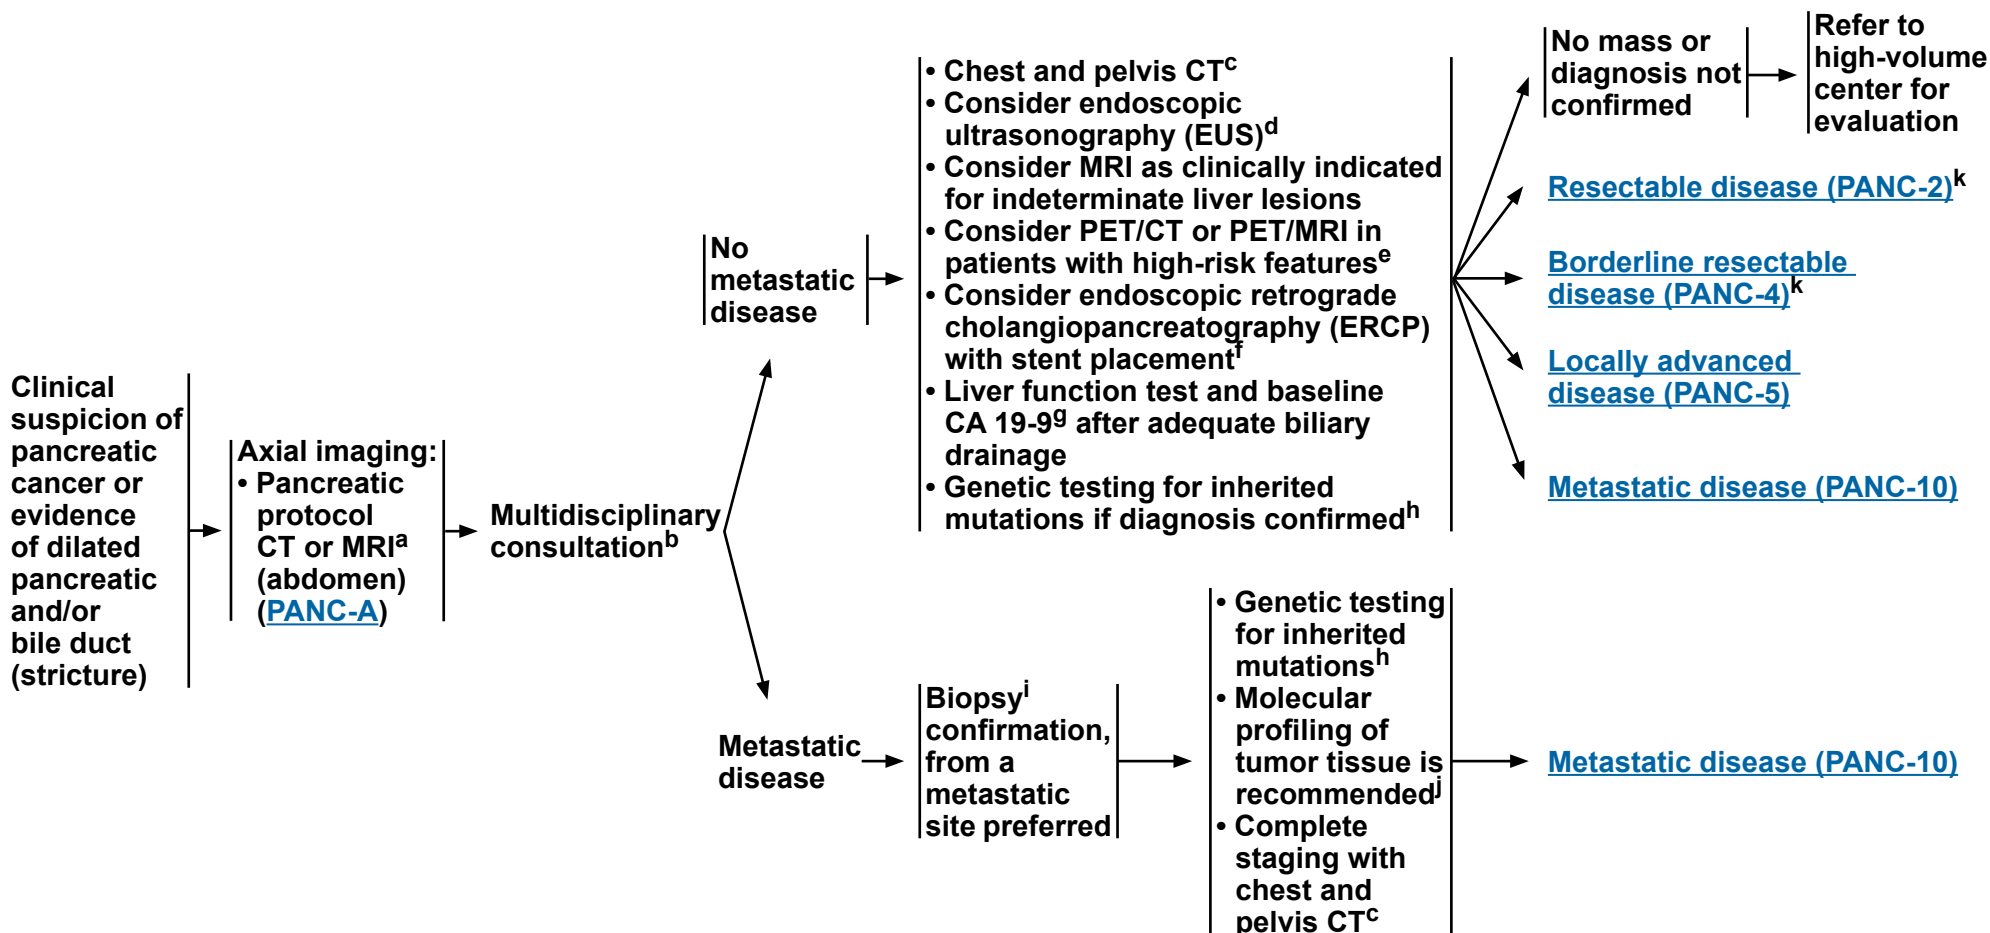 Clinical
suspicion of
pancreatic
cancer or
evidence
of dilated
pancreatic
and/or
bile duct
(stricture)
Axial imaging:
• Pancreatic
protocol
CT or MRIa
(abdomen)
(PANC-A)
Multidisciplinary
consultationb
No
metastatic
disease
• Chest and pelvis CTc
• Consider endoscopic
ultrasonography (EUS)d
• Consider MRI as clinically indicated
for indeterminate liver lesions
• Consider PET/CT or PET/MRI in
patients with high-risk featurese
• Consider endoscopic retrograde
cholangiopancreatography (ERCP)
with stent placementf
• Liver function test and baseline
CA 19-9g after adequate biliary
drainage
• Genetic testing for inherited
mutations if diagnosis confirmedh
No mass or
diagnosis not
confirmed
Refer to
high-volume
center for
evaluation
Resectable disease (PANC-2)k
Borderline resectable
disease (PANC-4)k
Locally advanced
disease (PANC-5)
Metastatic disease (PANC-10)
Metastatic
disease
Biopsyi
confirmation,
from a
metastatic
site preferred
• Genetic testing
for inherited
mutationsh
• Molecular
profiling of
tumor tissue is
recommendedj
• Complete
staging with
chest and
pelvis CTc
Metastatic disease (PANC-10)